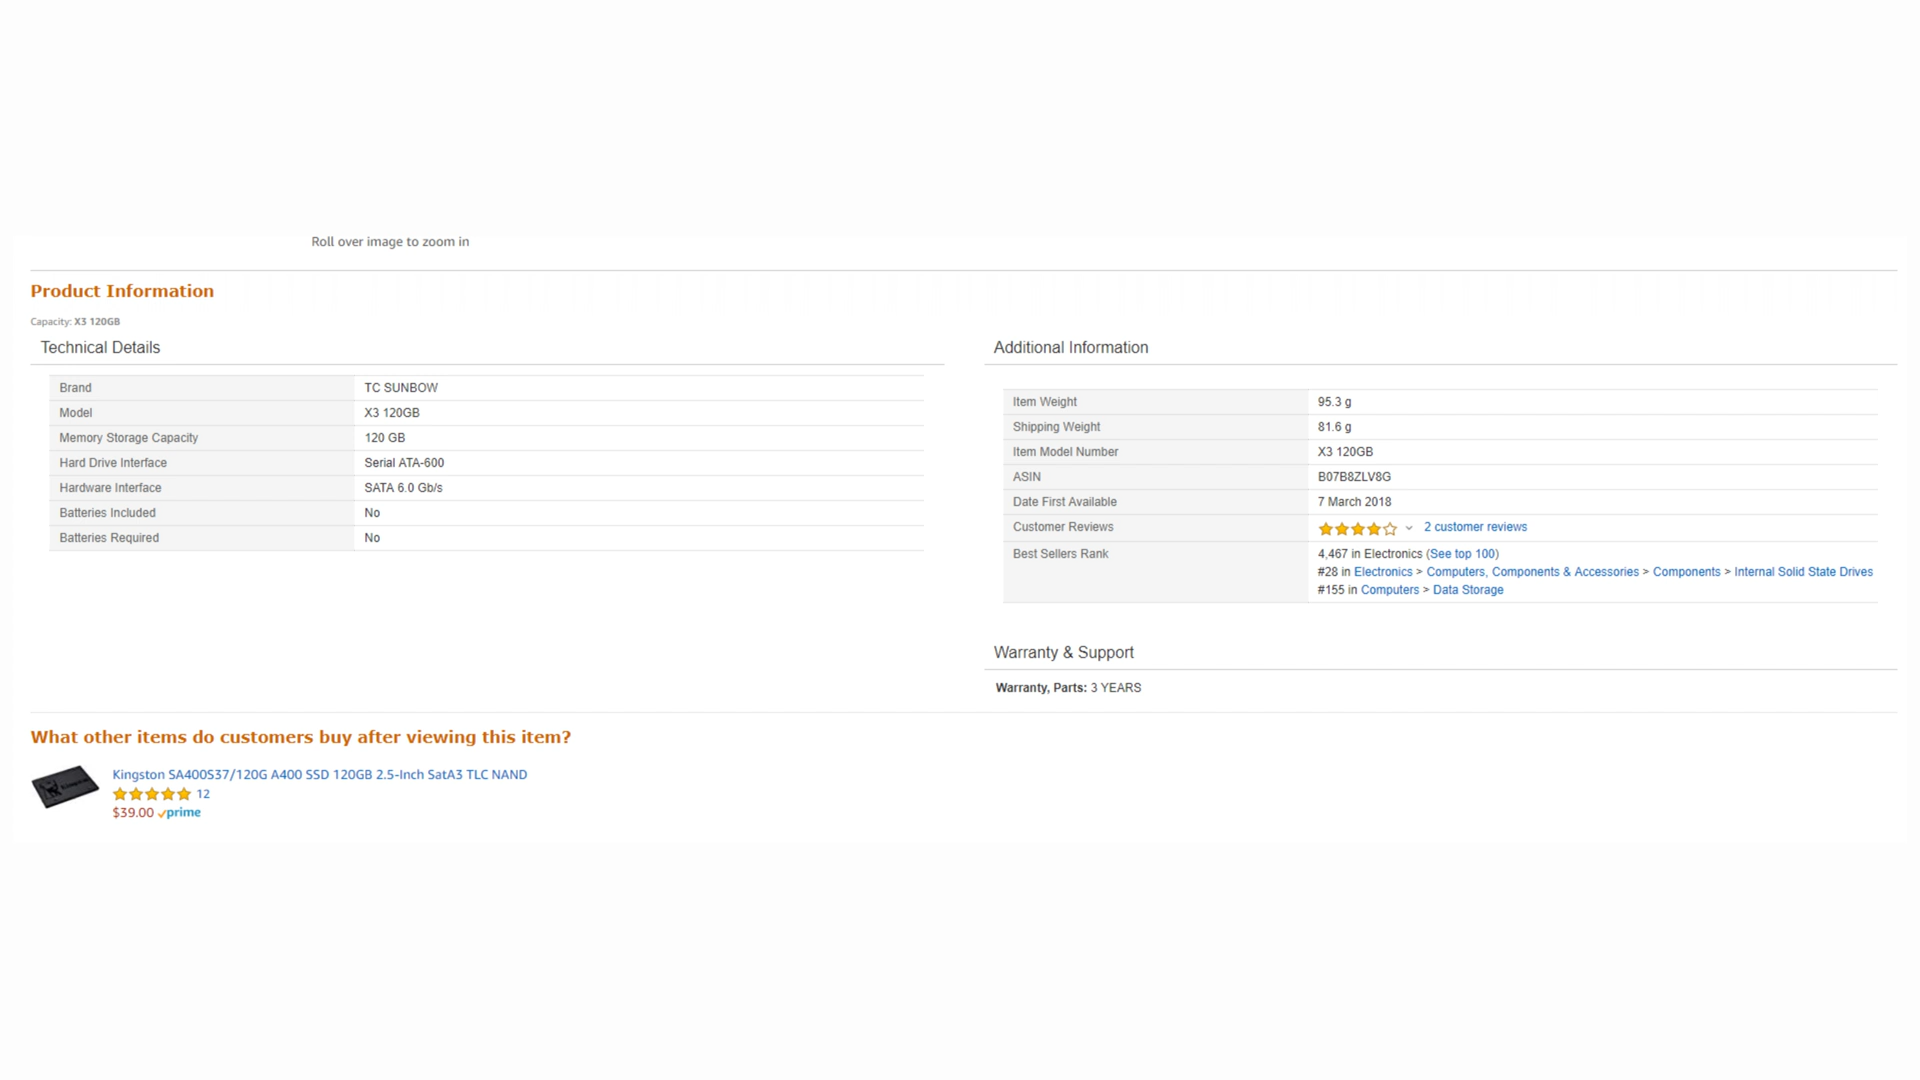 Roll over image to zoom in
Product Information
Capacity: X3 120GB
Technical Details
Brand TC SUNBOW
Model X3 120GB
Memory Storage Capacity 120 GB
Hard Drive Interface Serial ATA-600
Hardware Interface SATA 6.0 Gb/s
Batteries Included No
Batteries Required No
Additional Information
Item Weight 95.3 g
Shipping Weight 81.6 g
Item Model Number X3 120GB
ASIN B07B8ZLV8G
Date First Available 7 March 2018
Customer Reviews 2 customer reviews
Best Sellers Rank 4,467 in Electronics (See top 100)
#28 in Electronics > Computers, Components & Accessories > Components > Internal Solid State Drives
#155 in Computers > Data Storage
Warranty & Support
Warranty, Parts: 3 YEARS
What other items do customers buy after viewing this item?
Kingston SA400S37/120G A400 SSD 120GB 2.5-Inch SatA3 TLC NAND
12
$39.00 prime